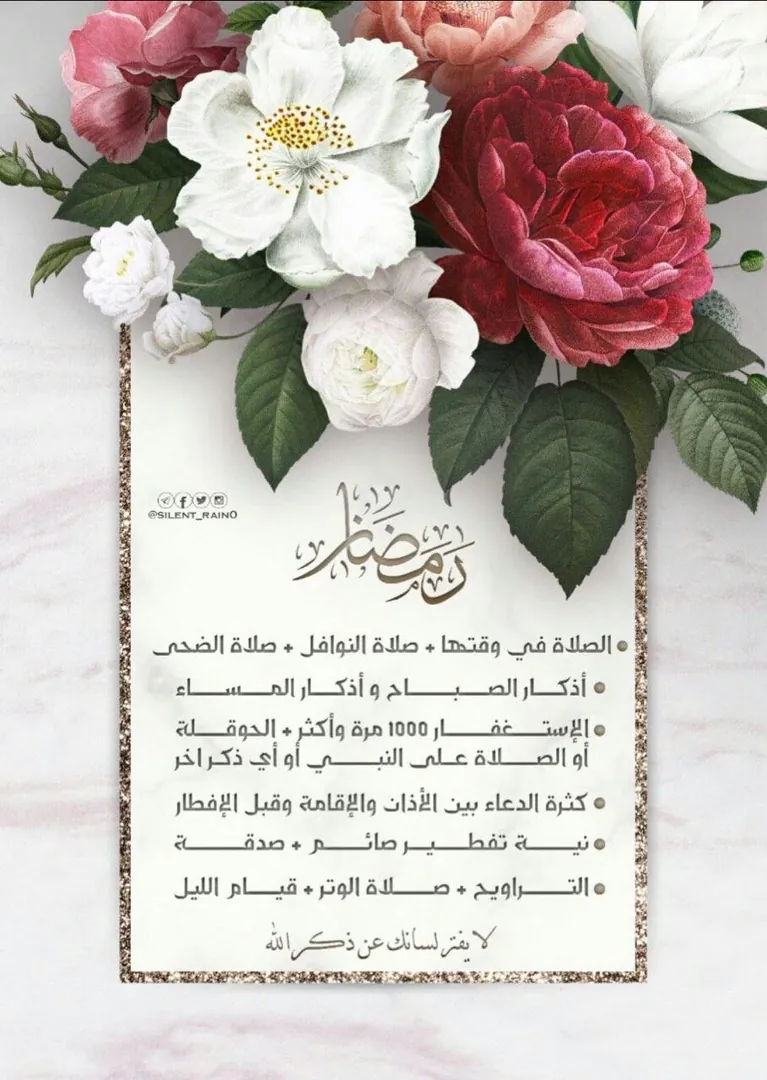 @SILENT_RAIN0
رَمَضَان
الصلاة في وقتها + صلاة النوافل + صلاة الضحى
أذكار الصباح و أذكار المساء
الإستغفار 1000 مرة وأكثر + الحوقلة
أو الصلاة على النبي أو أي ذكر اخر
كثرة الدعاء بين الأذان والإقامة وقبل الإفطار
نية تفطير صائم + صدقة
التراويح + صلاة الوتر + قيام الليل
لا يفتر لسانك عن ذكر الله